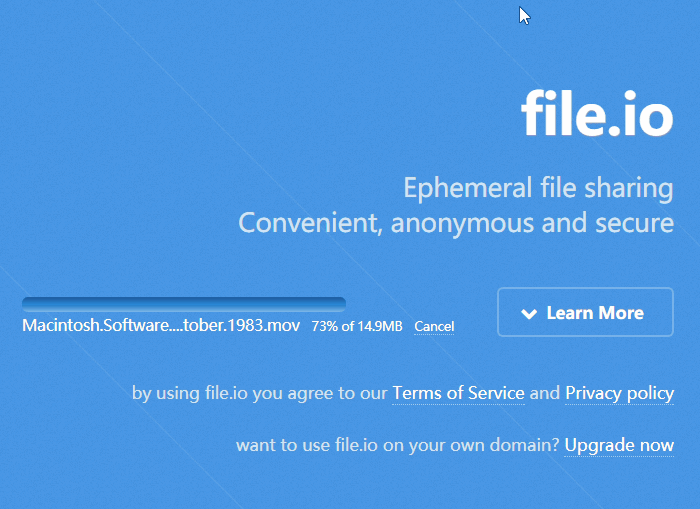 file.io
Ephemeral file sharing
Convenient, anonymous and secure
Learn More
Macintosh.Software....tober.1983.mov 73% of 14.9MB Cancel
by using file.io you agree to our Terms of Service and Privacy policy
want to use file.io on your own domain? Upgrade now